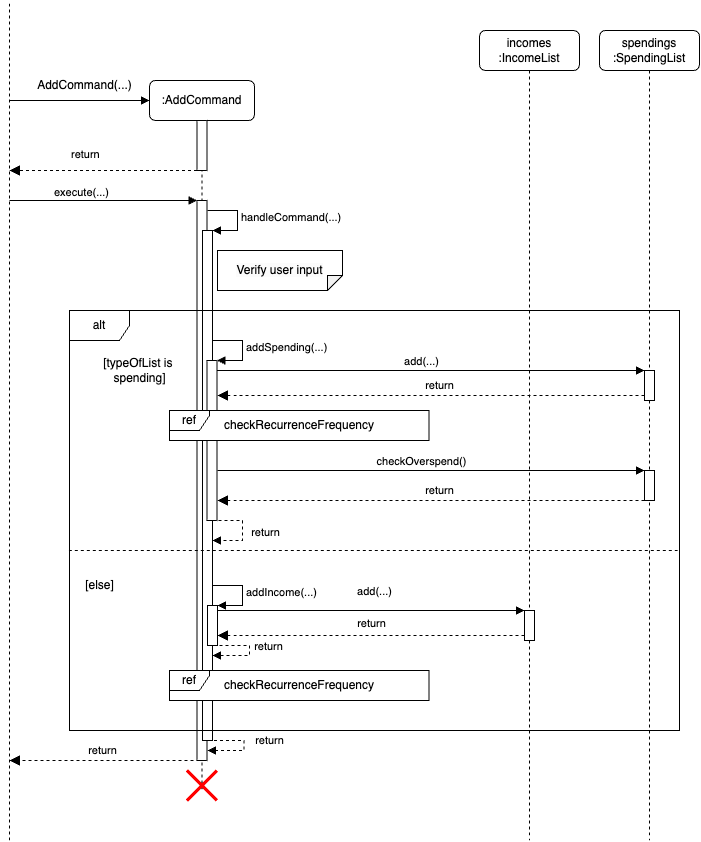 incomes
:IncomeList
spendings
:SpendingList
AddCommand(...)
:AddCommand
return
execute(...)
handleCommand(...)
Verify user input
alt
[typeOfList is
spending]
addSpending(...)
add(...)
return
ref
checkRecurrenceFrequency
checkOverspend()
return
return
[else]
addIncome(...)
add(...)
return
return
ref
checkRecurrenceFrequency
return
return